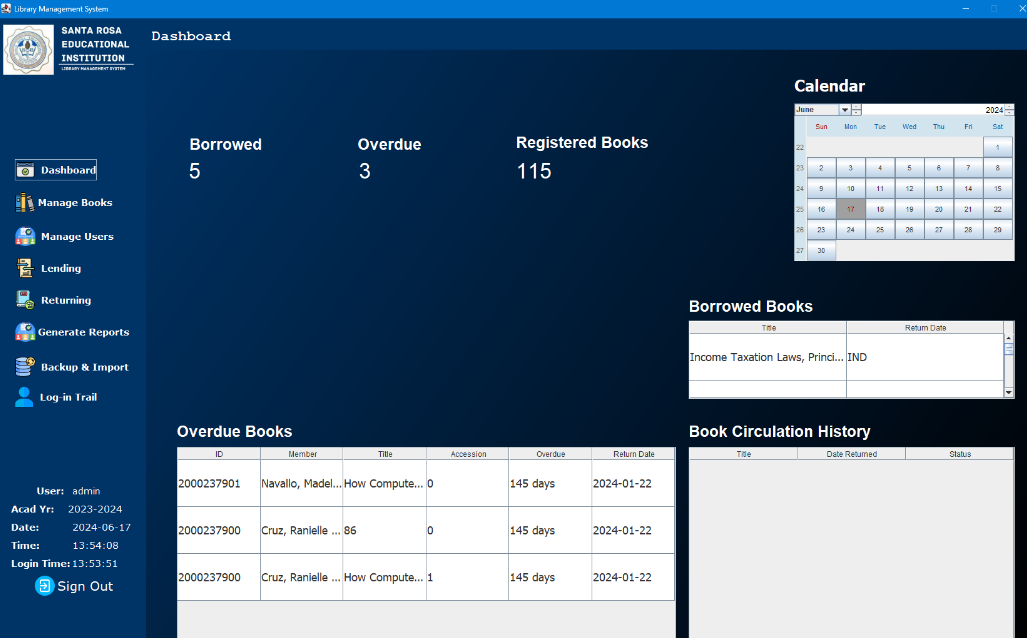 Library Management System
SANTA ROSA
EDUCATIONAL
INSTITUTION
LIBRARY MANAGEMENT SYSTEM
Dashboard
Dashboard
Manage Books
Manage Users
Lending
Returning
Generate Reports
Backup & Import
Log-in Trail
User: admin
Acad Yr: 2023-2024
Date: 2024-06-17
Time: 13:54:08
Login Time: 13:53:51
Sign Out
Borrowed
5
Overdue
3
Registered Books
115
Calendar
June 2024
Sun Mon Tue Wed Thu Fri Sat
22 1
23 2 3 4 5 6 7 8
24 9 10 11 12 13 14 15
25 16 17 18 19 20 21 22
26 23 24 25 26 27 28 29
27 30
Borrowed Books
Title Return Date
Income Taxation Laws, Princi... IND
Overdue Books
ID Member Title Accession Overdue Return Date
2000237901 Navallo, Madel... How Compute... 0 145 days 2024-01-22
2000237900 Cruz, Ranielle ... 86 0 145 days 2024-01-22
2000237900 Cruz, Ranielle ... How Compute... 1 145 days 2024-01-22
Book Circulation History
Title Date Returned Status